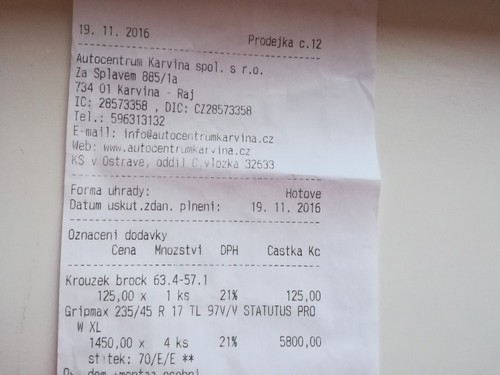 19. 11. 2016 Prodejka c.12
Autocentrum Karvina spol. s r.o.
Za Splavem 885/1a
734 01 Karvina - Raj
IC: 28573358 , DIC: CZ28573358
Tel.: 596313132
E-mail: info@autocentrumkarvina.cz
Web: www.autocentrumkarvina.cz
KS v Ostrave, oddil C,vlozka 32633
Forma uhrady: Hotove
Datum uskut.zdan. plneni: 19. 11. 2016
Oznaceni dodavky
Cena Mnozstvi DPH Castka Kc
Krouzek brock 63.4-57.1
125,00 x 1 ks 21% 125,00
Gripmax 235/45 R 17 TL 97V/V STATUTUS PRO
W XL
1450,00 x 4 ks 21% 5800,00
stitek: 70/E/E **